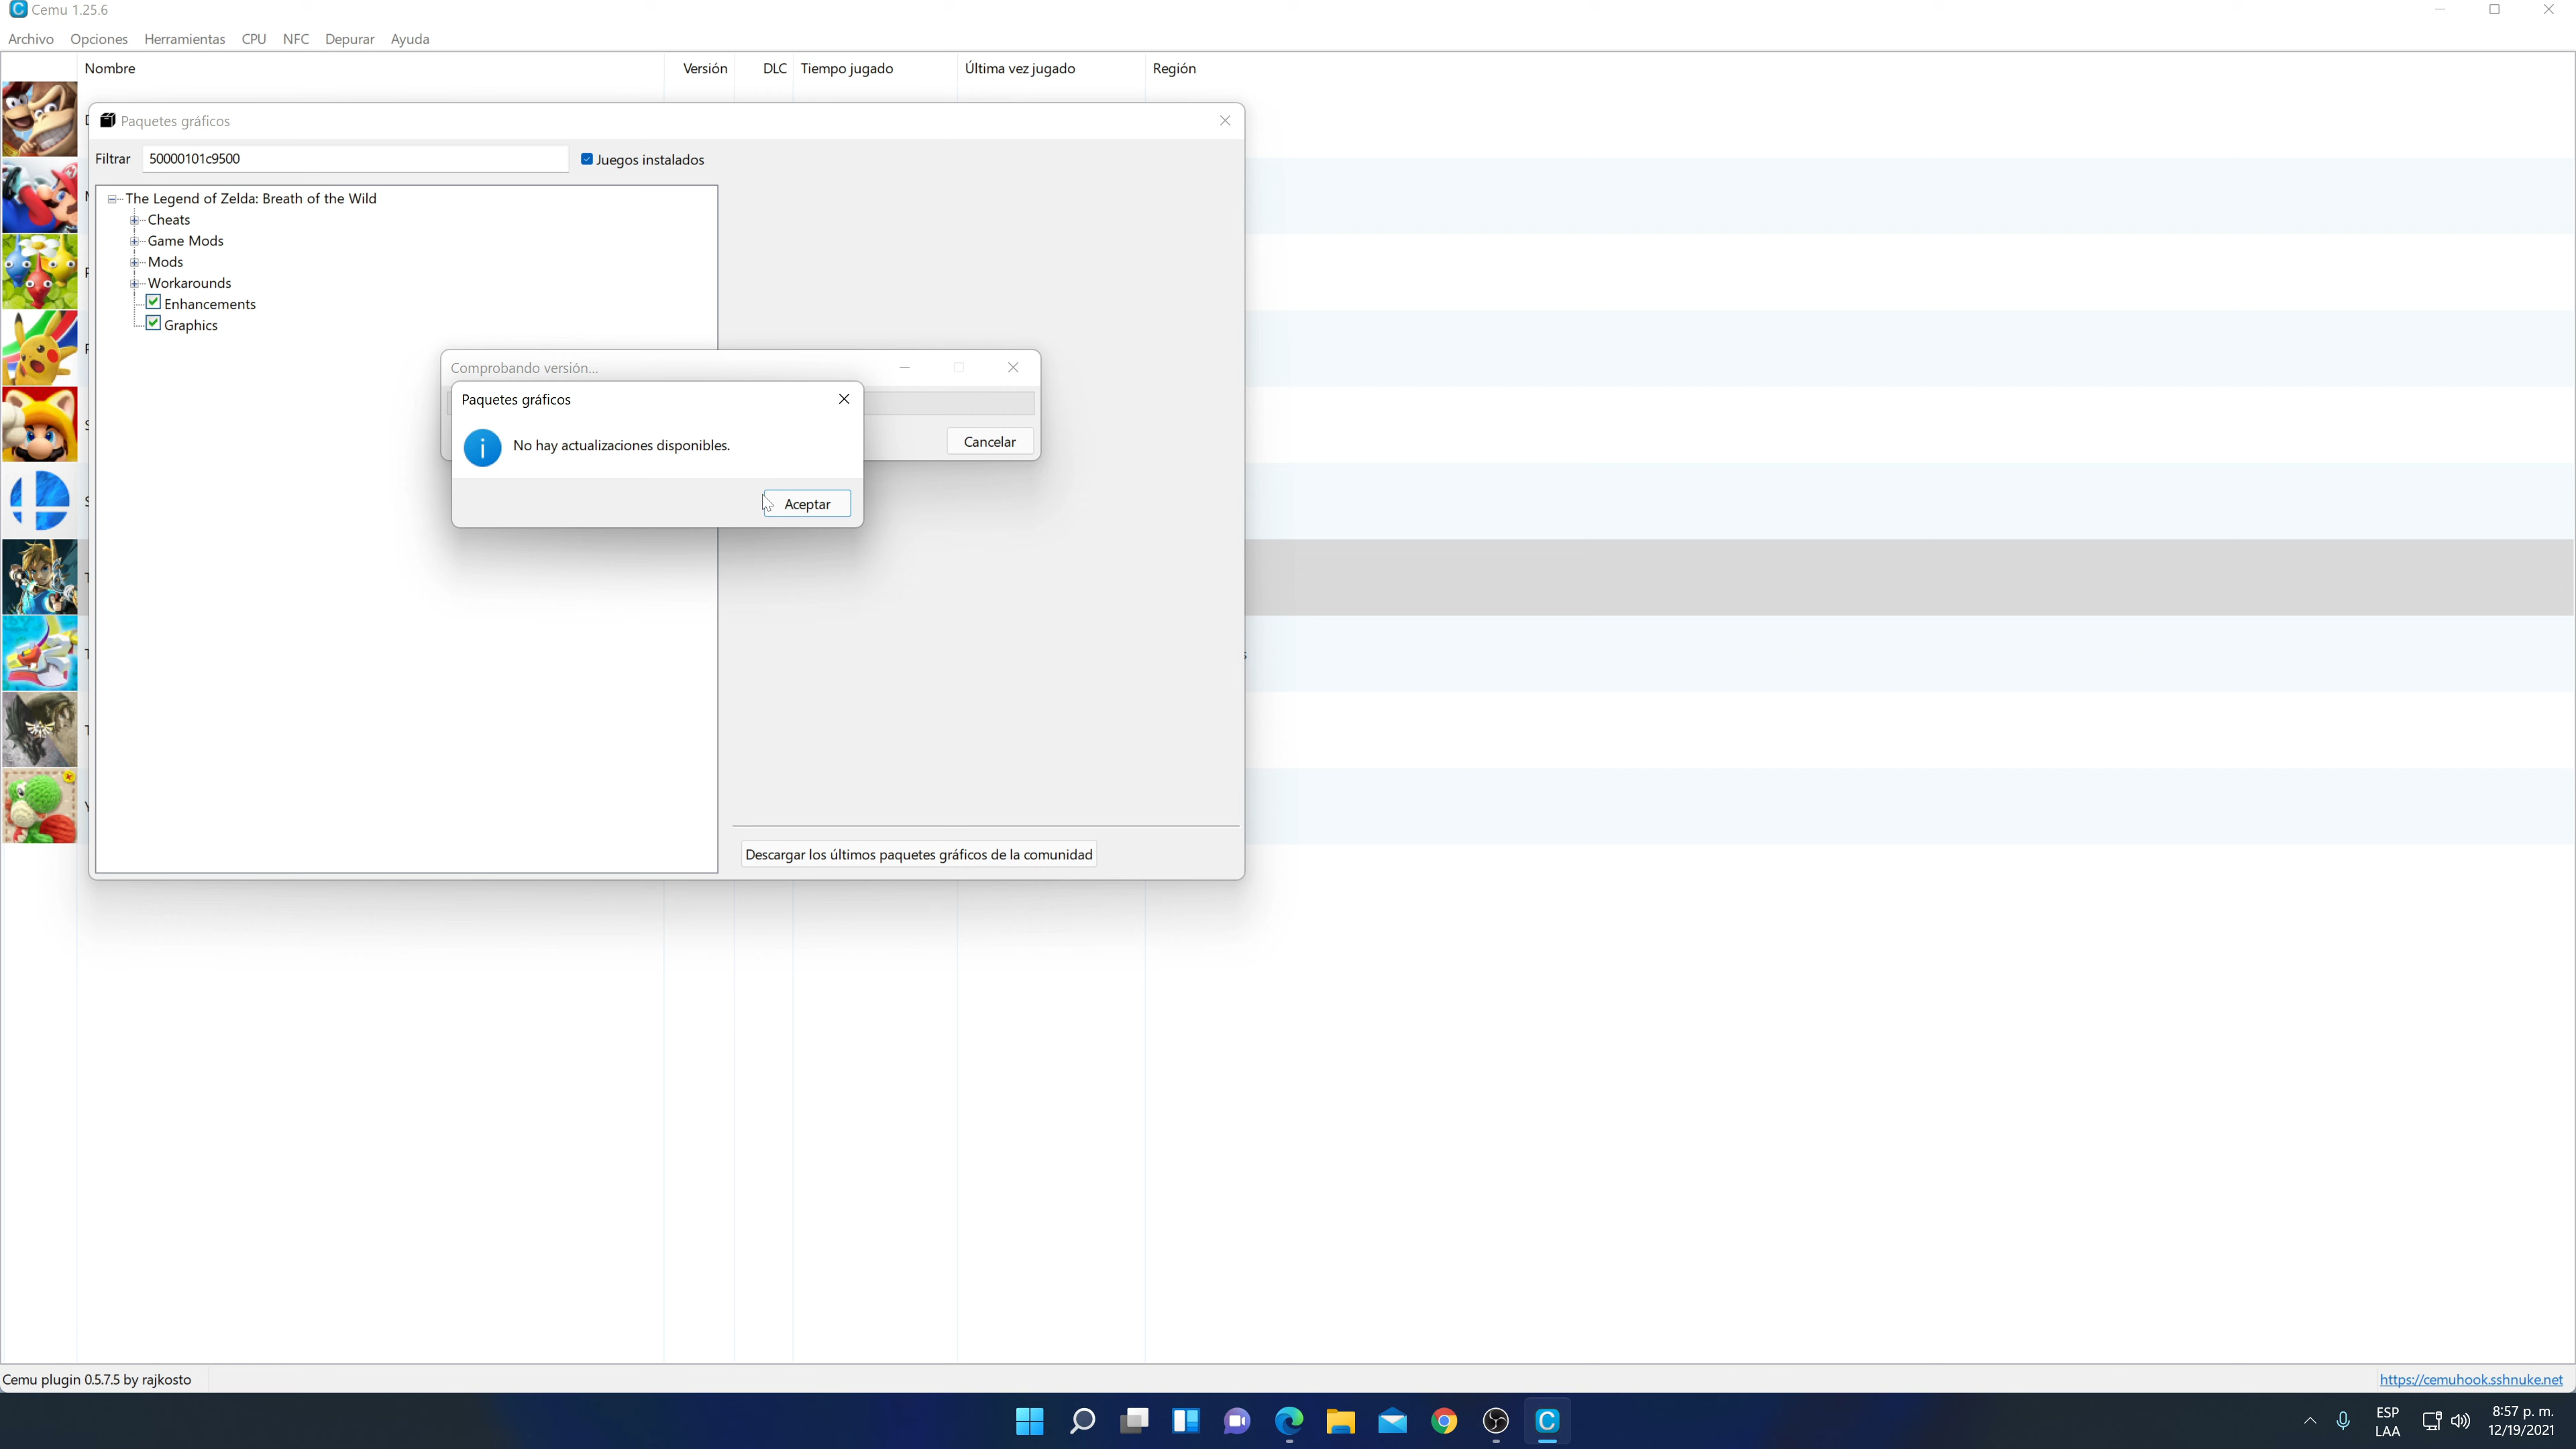 Cemu 1.25.6
Archivo Opciones Herramientas CPU NFC Depurar Ayuda
Nombre Versión DLC Tiempo jugado Última vez jugado Región
Paquetes gráficos
Filtrar 50000101c9500 Juegos instalados
The Legend of Zelda: Breath of the Wild
Cheats
Game Mods
Mods
Workarounds
Enhancements
Graphics
Comprobando versión...
Cancelar
Paquetes gráficos
No hay actualizaciones disponibles.
Aceptar
Descargar los últimos paquetes gráficos de la comunidad
Cemu plugin 0.5.7.5 by rajkosto
https://cemuhook.sshnuke.net
ESP
LAA
8:57 p. m.
12/19/2021